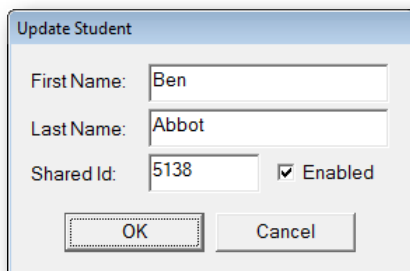 Update Student
First Name: Ben
Last Name: Abbot
Shared Id: 5138 Enabled
OK Cancel